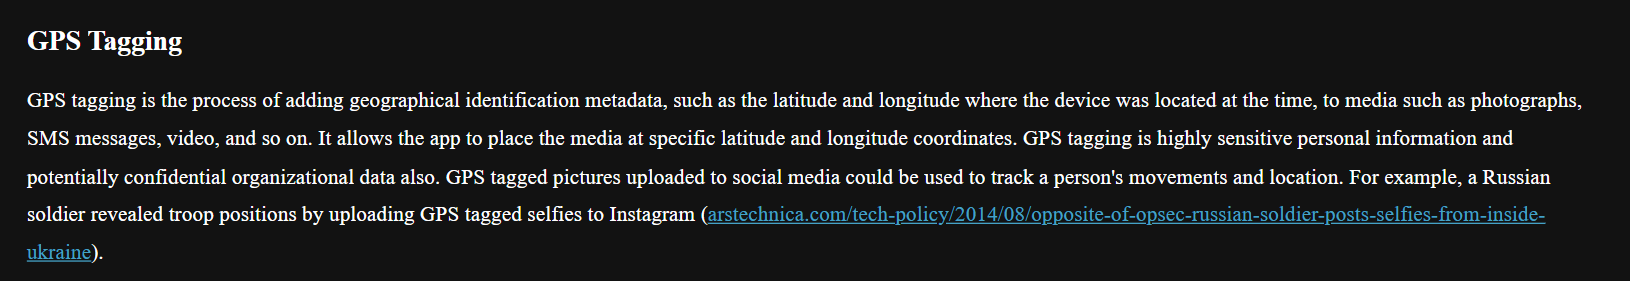 GPS Tagging
GPS tagging is the process of adding geographical identification metadata, such as the latitude and longitude where the device was located at the time, to media such as photographs,
SMS messages, video, and so on. It allows the app to place the media at specific latitude and longitude coordinates. GPS tagging is highly sensitive personal information and
potentially confidential organizational data also. GPS tagged pictures uploaded to social media could be used to track a person's movements and location. For example, a Russian
soldier revealed troop positions by uploading GPS tagged selfies to Instagram (arstechnica.com/tech-policy/2014/08/opposite-of-opsec-russian-soldier-posts-selfies-from-inside-
ukraine).